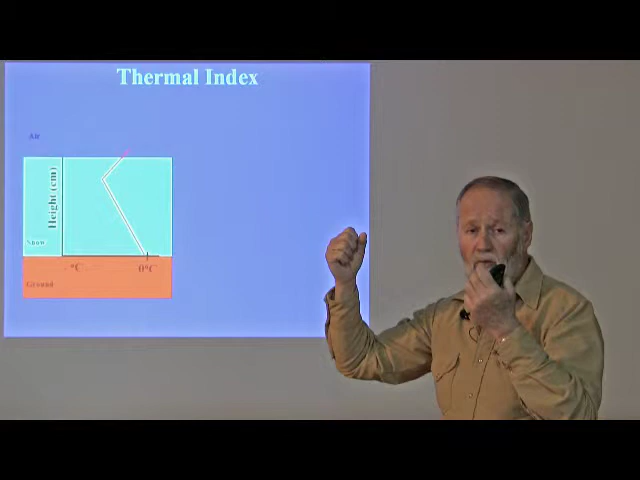 Thermal Index
Air
Height (cm)
Snow
°C
0°C
Ground